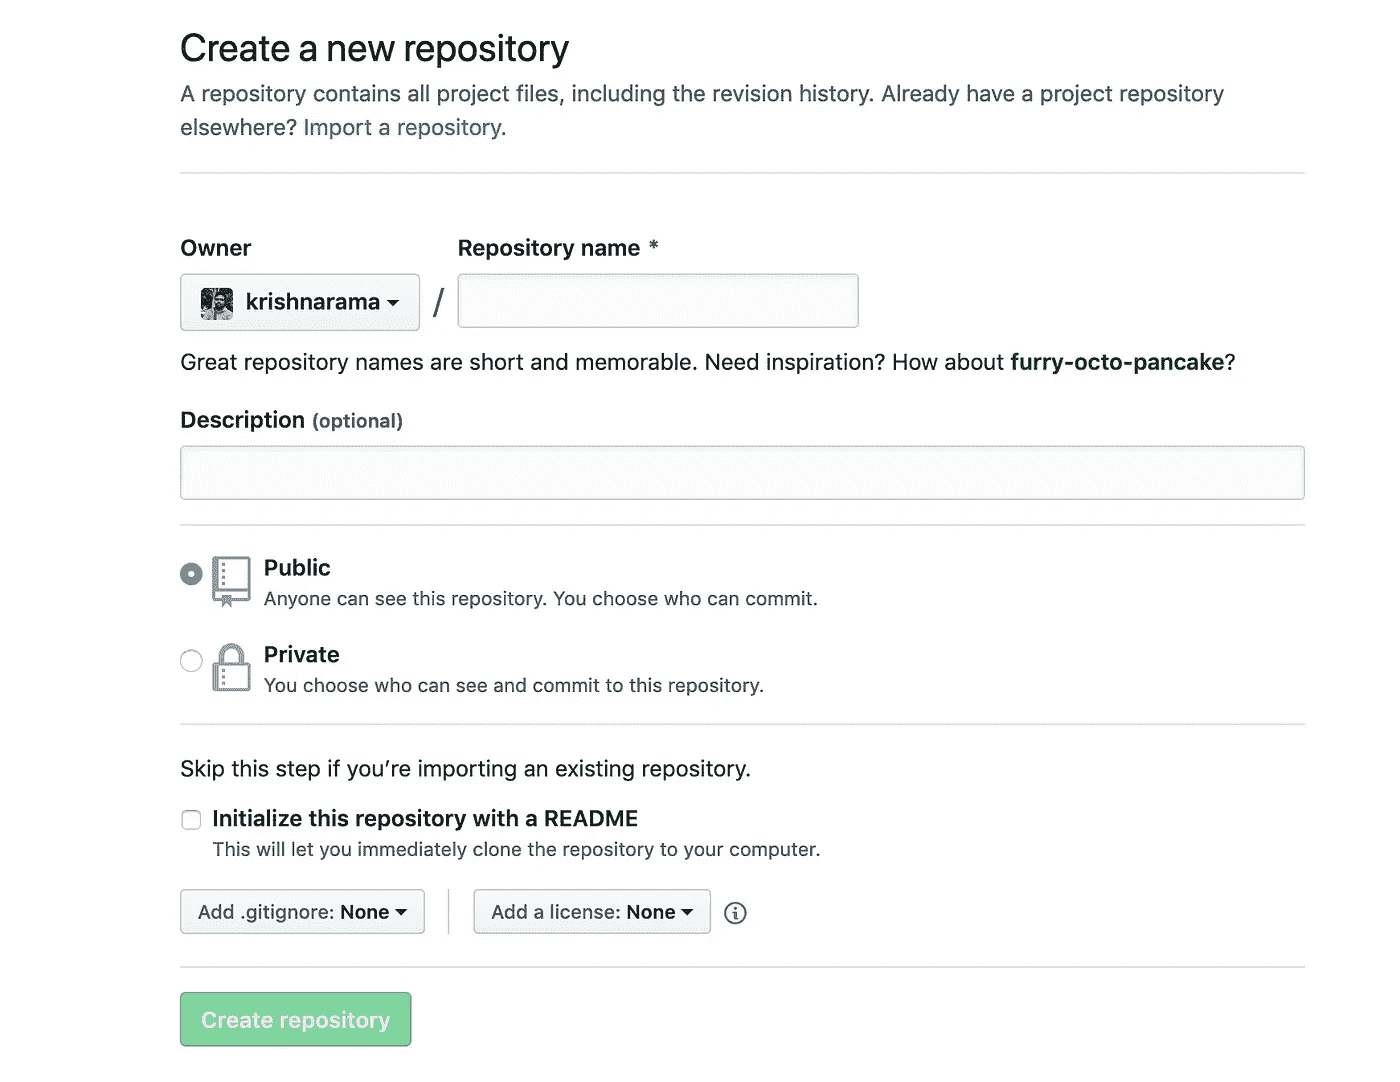 Create a new repository
A repository contains all project files, including the revision history. Already have a project repository
elsewhere? Import a repository.
Owner
Repository name *
krishnarama /
Great repository names are short and memorable. Need inspiration? How about furry-octo-pancake?
Description (optional)
Public
Anyone can see this repository. You choose who can commit.
Private
You choose who can see and commit to this repository.
Skip this step if you’re importing an existing repository.
Initialize this repository with a README
This will let you immediately clone the repository to your computer.
Add .gitignore: None
Add a license: None
Create repository